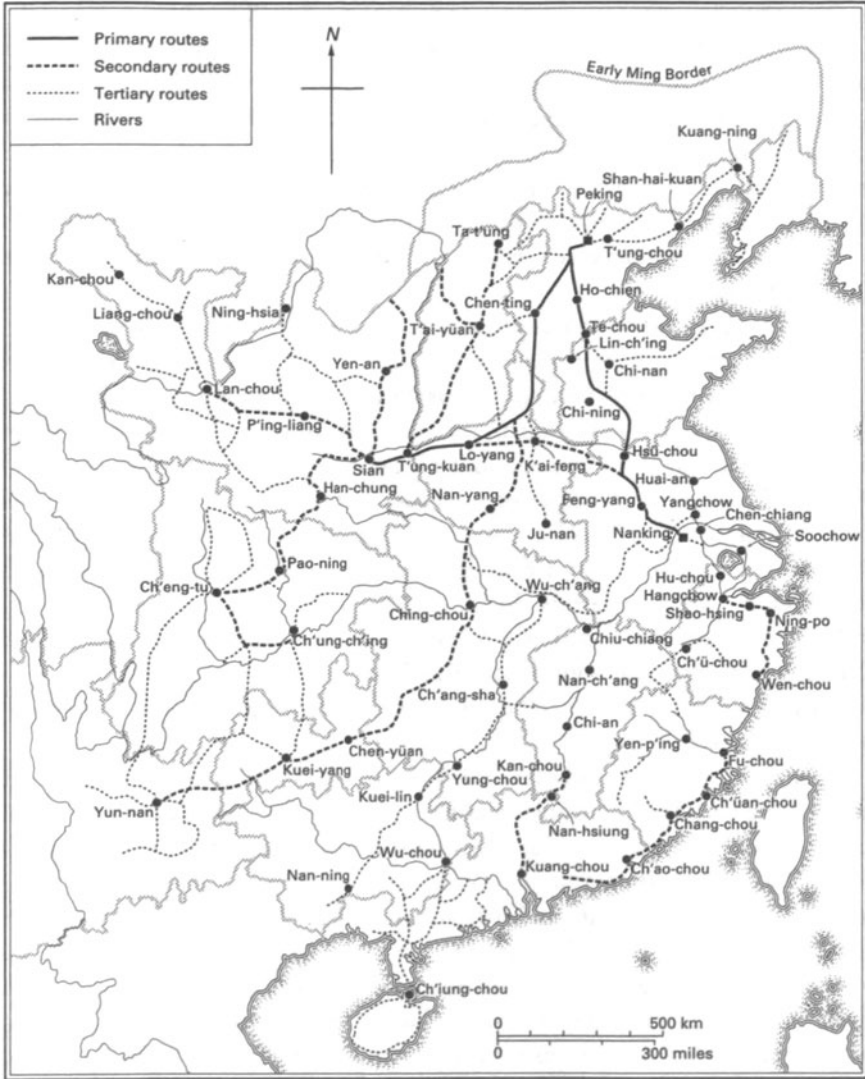 Primary routes
Secondary routes
Tertiary routes
Rivers
N
Early Ming Border
Kuang-ning
Shan-hai-kuan
Peking
Ta-t'ung
T'ung-chou
Kan-chou
Ho-chien
Liang-chou
Ning-hsia
Chen-ting
T'ai-yüan
Te-chou
Lin-ch'ing
Yen-an
Chi-nan
Lan-chou
Chi-ning
P'ing-liang
Sian
T'ung-kuan
Lo-yang
K'ai-feng
Hsü-chou
Huai-an
Han-chung
Nan-yang
Feng-yang
Yangchow
Chen-chiang
Ju-nan
Nanking
Soochow
Pao-ning
Hu-chou
Ch'eng-tu
Wu-ch'ang
Hangchow
Ching-chou
Shao-hsing
Ning-po
Ch'ung-ch'ing
Chiu-chiang
Ch'ü-chou
Ch'ang-sha
Nan-ch'ang
Wen-chou
Chi-an
Yen-p'ing
Chen-yüan
Kan-chou
Fu-chou
Kuei-yang
Yung-chou
Yun-nan
Kuei-lin
Ch'üan-chou
Nan-hsiung
Chang-chou
Wu-chou
Kuang-chou
Ch'ao-chou
Nan-ning
Ch'iung-chou
0 500 km
0 300 miles